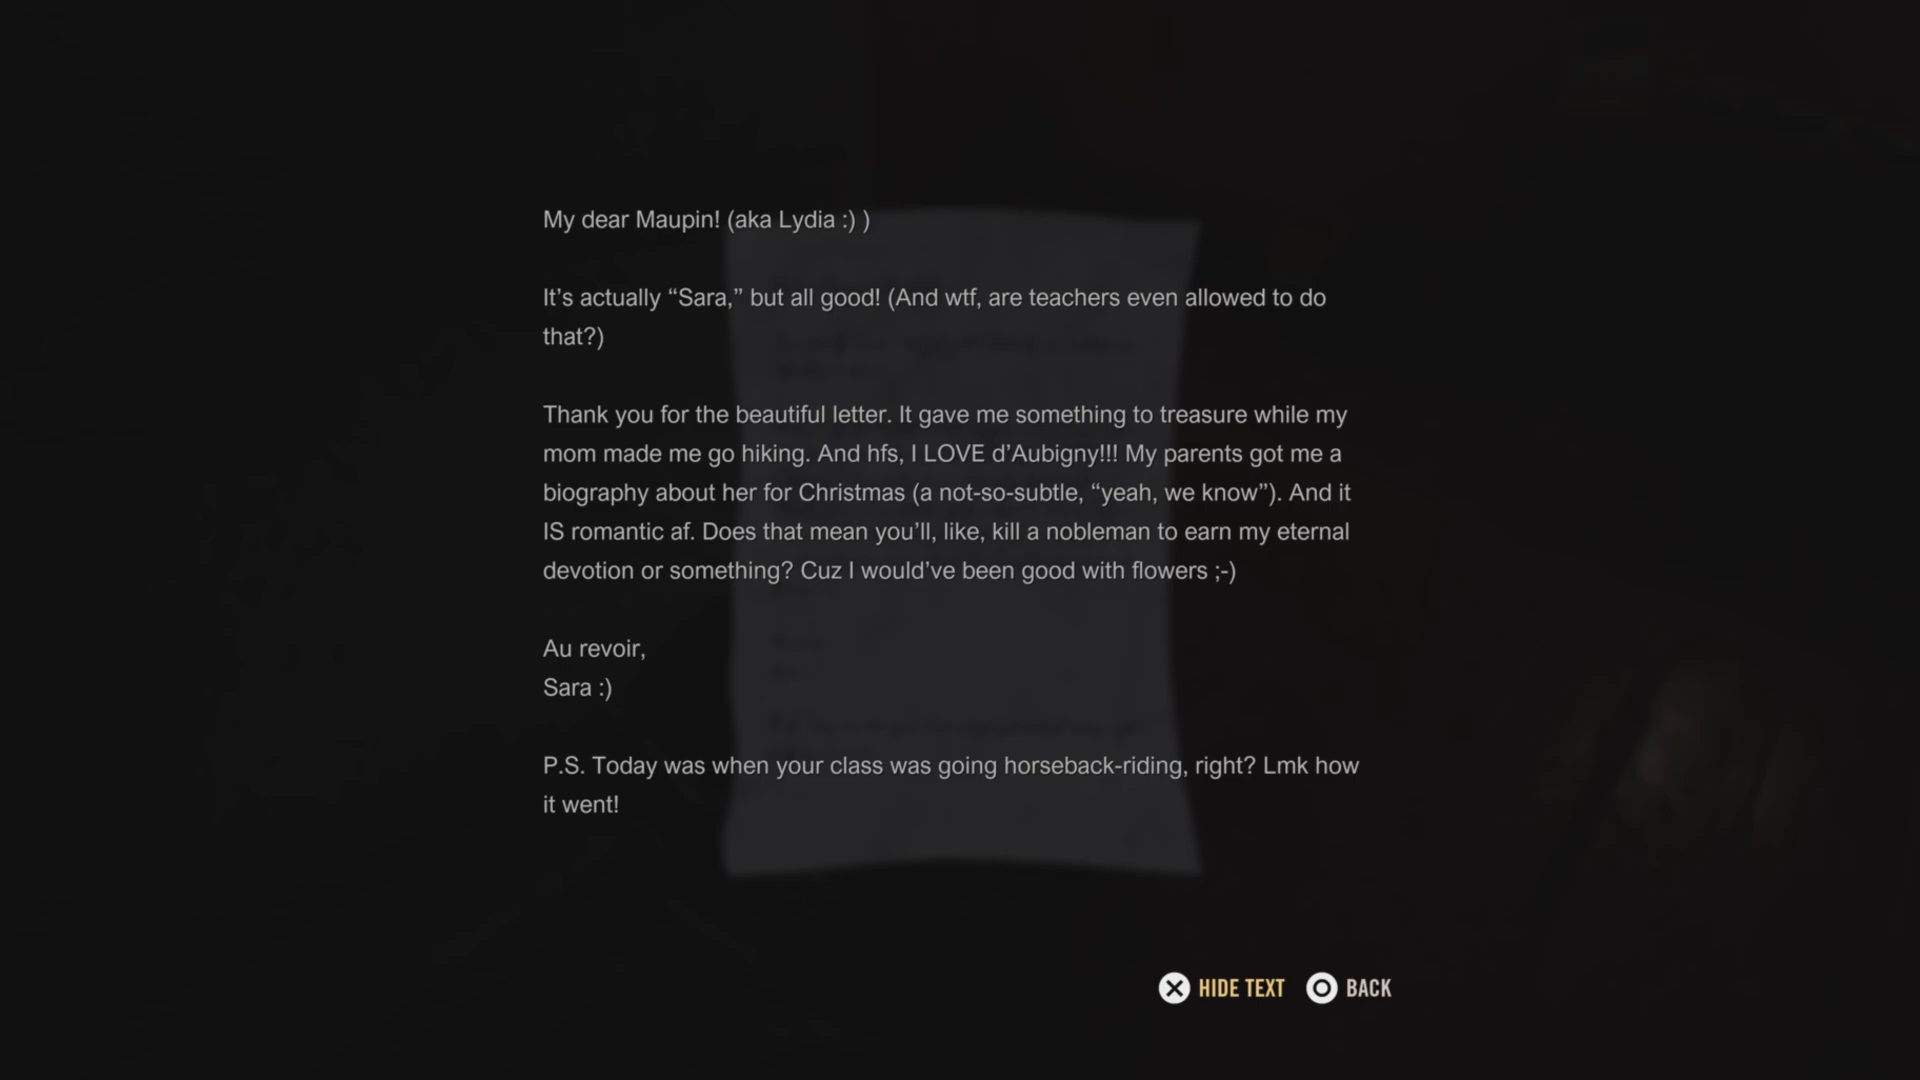 My dear Maupin! (aka Lydia :) )
It’s actually “Sara,” but all good! (And wtf, are teachers even allowed to do
that?)
Thank you for the beautiful letter. It gave me something to treasure while my
mom made me go hiking. And hfs, I LOVE d’Aubigny!!! My parents got me a
biography about her for Christmas (a not-so-subtle, “yeah, we know”). And it
IS romantic af. Does that mean you’ll, like, kill a nobleman to earn my eternal
devotion or something? Cuz I would’ve been good with flowers ;-)
Au revoir,
Sara :)
P.S. Today was when your class was going horseback-riding, right? Lmk how
it went!
HIDE TEXT BACK